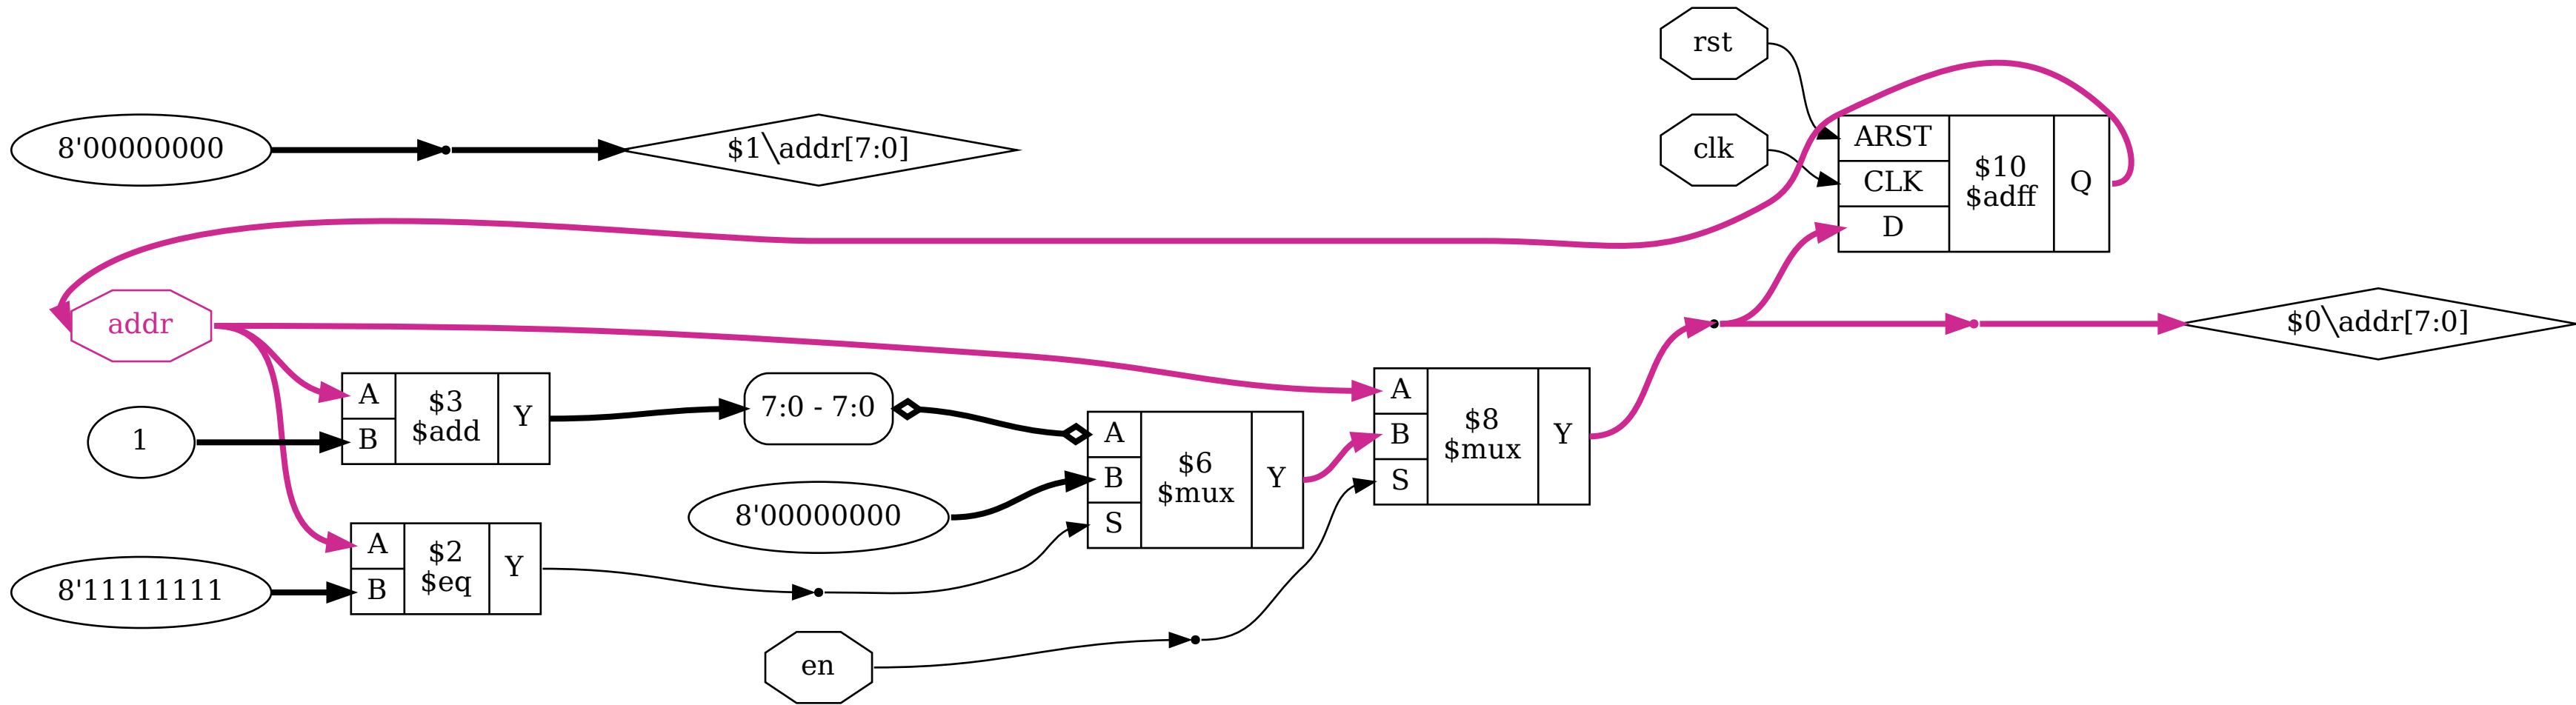 rst
8'00000000
$1\addr[7:0]
clk
ARST
CLK
D
$10
$adff
Q
addr
$0\addr[7:0]
1
A
B
$3
$add
Y
7:0 - 7:0
8'00000000
A
B
S
$6
$mux
Y
A
B
S
$8
$mux
Y
8'11111111
A
B
$2
$eq
Y
en